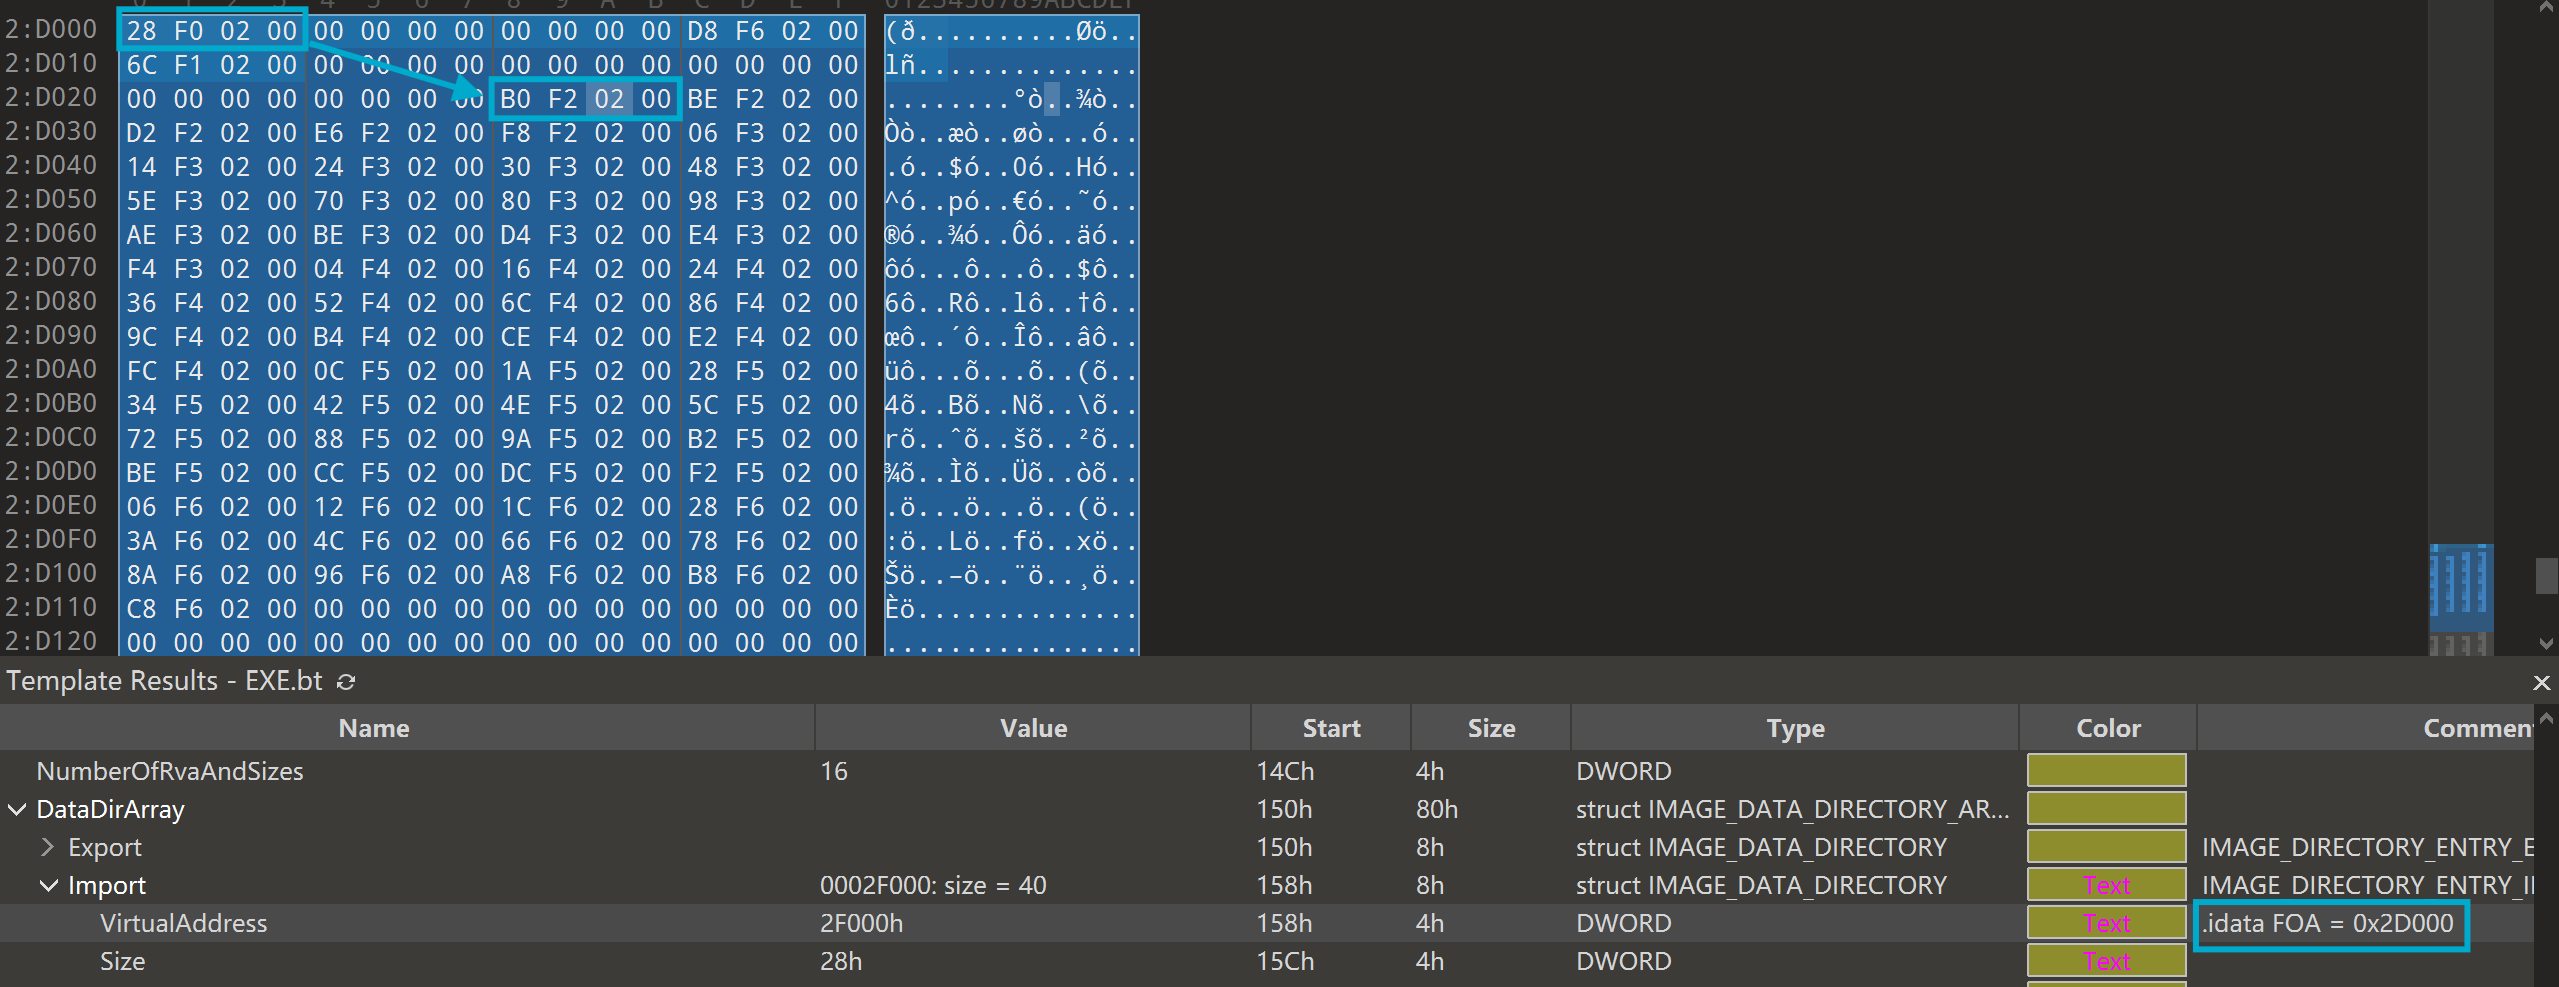 2:D000 28 F0 02 00 00 00 00 00 00 00 00 00 D8 F6 02 00 (ð..........Øö..
2:D010 6C F1 02 00 00 00 00 00 00 00 00 00 00 00 00 00 lñ..............
2:D020 00 00 00 00 00 00 00 00 B0 F2 02 00 BE F2 02 00 ........°ò..¾ò..
2:D030 D2 F2 02 00 E6 F2 02 00 F8 F2 02 00 06 F3 02 00 Òò..æò..øò...ó..
2:D040 14 F3 02 00 24 F3 02 00 30 F3 02 00 48 F3 02 00 .ó..$ó..0ó..Hó..
2:D050 5E F3 02 00 70 F3 02 00 80 F3 02 00 98 F3 02 00 ^ó..pó..€ó..˜ó..
2:D060 AE F3 02 00 BE F3 02 00 D4 F3 02 00 E4 F3 02 00 ®ó..¾ó..Ôó..äó..
2:D070 F4 F3 02 00 04 F4 02 00 16 F4 02 00 24 F4 02 00 ôó...ô...ô..$ô..
2:D080 36 F4 02 00 52 F4 02 00 6C F4 02 00 86 F4 02 00 6ô..Rô..lô..†ô..
2:D090 9C F4 02 00 B4 F4 02 00 CE F4 02 00 E2 F4 02 00 œô..´ô..Îô..âô..
2:D0A0 FC F4 02 00 0C F5 02 00 1A F5 02 00 28 F5 02 00 üô...õ...õ..(õ..
2:D0B0 34 F5 02 00 42 F5 02 00 4E F5 02 00 5C F5 02 00 4õ..Bõ..Nõ..\õ..
2:D0C0 72 F5 02 00 88 F5 02 00 9A F5 02 00 B2 F5 02 00 rõ..ˆõ..šõ..²õ..
2:D0D0 BE F5 02 00 CC F5 02 00 DC F5 02 00 F2 F5 02 00 ¾õ..Ìõ..Üõ..òõ..
2:D0E0 06 F6 02 00 12 F6 02 00 1C F6 02 00 28 F6 02 00 .ö...ö...ö..(ö..
2:D0F0 3A F6 02 00 4C F6 02 00 66 F6 02 00 78 F6 02 00 :ö..Lö..fö..xö..
2:D100 8A F6 02 00 96 F6 02 00 A8 F6 02 00 B8 F6 02 00 Šö..–ö..¨ö..¸ö..
2:D110 C8 F6 02 00 00 00 00 00 00 00 00 00 00 00 00 00 Èö..............
2:D120 00 00 00 00 00 00 00 00 00 00 00 00 00 00 00 00 ................
Template Results - EXE.bt
Name Value Start Size Type Color Commen
NumberOfRvaAndSizes 16 14Ch 4h DWORD
DataDirArray 150h 80h struct IMAGE_DATA_DIRECTORY_AR...
Export 150h 8h struct IMAGE_DATA_DIRECTORY IMAGE_DIRECTORY_ENTRY_E
Import 0002F000: size = 40 158h 8h struct IMAGE_DATA_DIRECTORY Text IMAGE_DIRECTORY_ENTRY_I
VirtualAddress 2F000h 158h 4h DWORD Text .idata FOA = 0x2D000
Size 28h 15Ch 4h DWORD Text